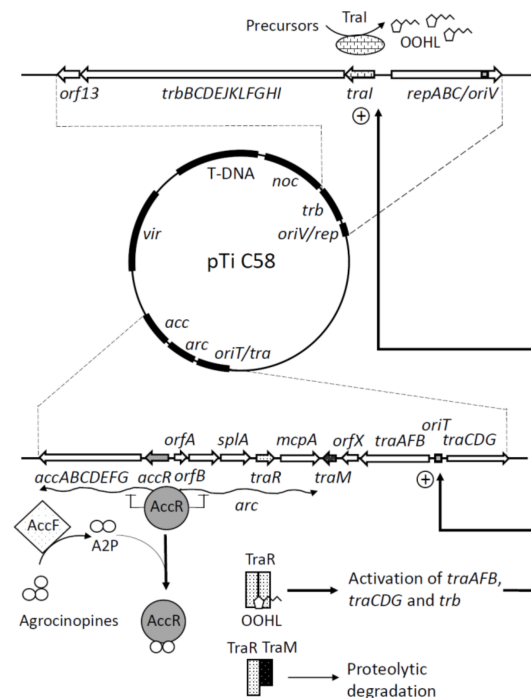 Precursors TraI
OOHL
orf13 trbBCDEJKLFGHI traI repABC/oriV
+
T-DNA noc
trb
vir oriV/rep
pTi C58
acc
arc
oriT/tra
orfA splA mcpA orfX traAFB oriT traCDG
accABCDEFG accR orfB traR traM
+
AccR arc
AccF
A2P
TraR
Activation of traAFB,
traCDG and trb
OOHL
Agrocinopines AccR
TraR TraM
Proteolytic
degradation